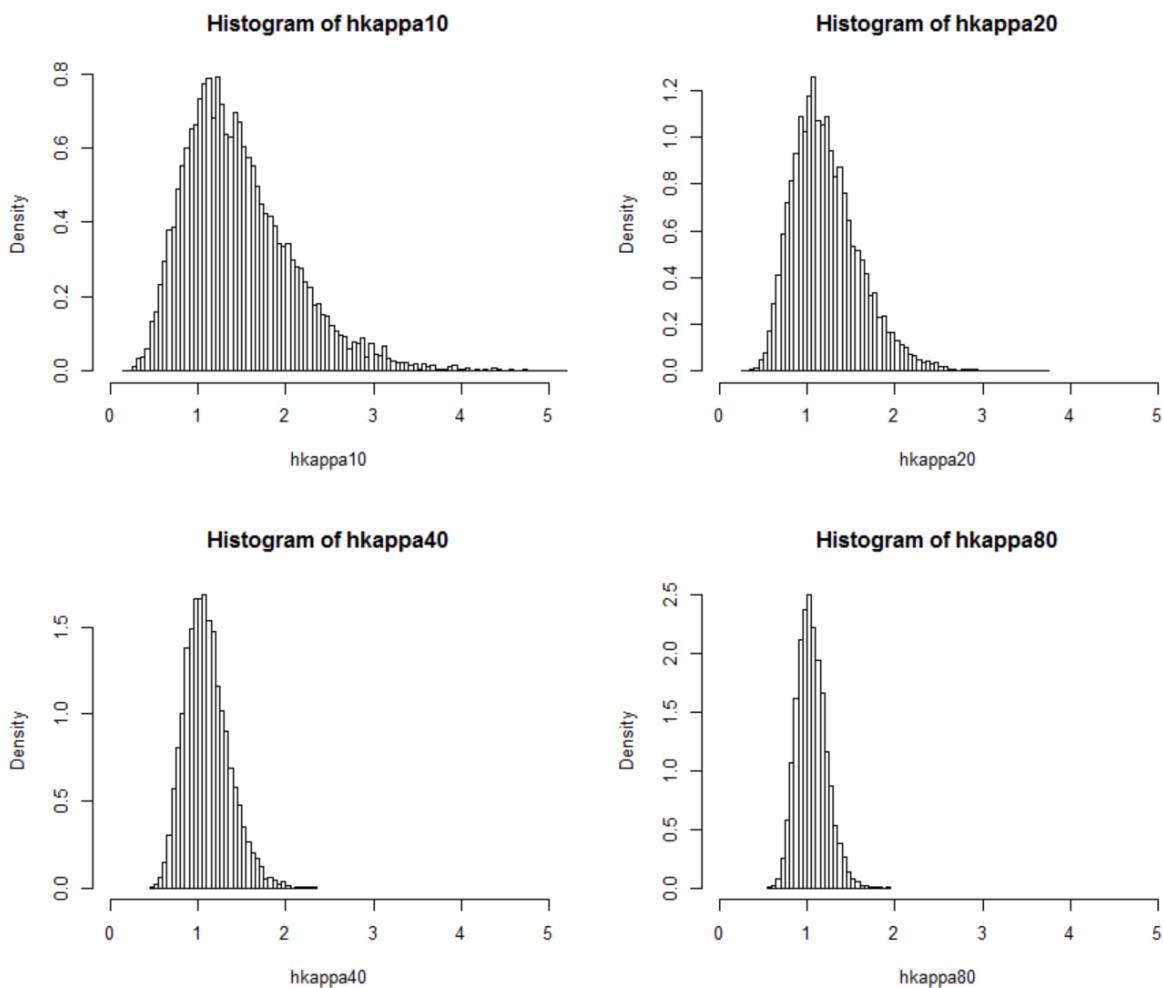 Histogram of hkappa10
Density
0.0 0.2 0.4 0.6 0.8
0 1 2 3 4 5
hkappa10
Histogram of hkappa20
Density
0.0 0.2 0.4 0.6 0.8 1.0 1.2
0 1 2 3 4 5
hkappa20
Histogram of hkappa40
Density
0.0 0.5 1.0 1.5
0 1 2 3 4 5
hkappa40
Histogram of hkappa80
Density
0.0 0.5 1.0 1.5 2.0 2.5
0 1 2 3 4 5
hkappa80